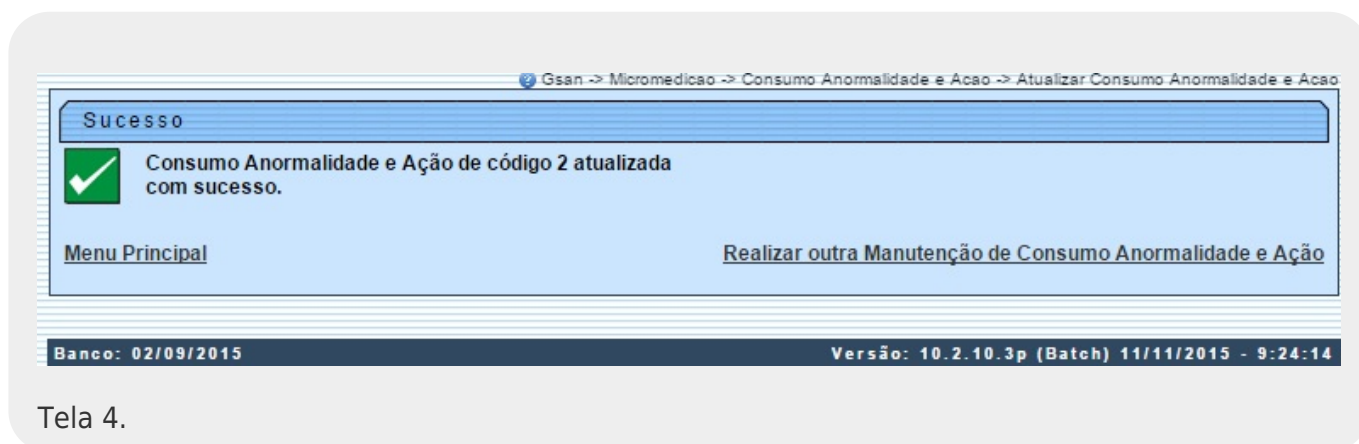 Gsan -> Micromedicao -> Consumo Anormalidade e Acao -> Atualizar Consumo Anormalidade e Acao
Sucesso
Consumo Anormalidade e Ação de código 2 atualizada
com sucesso.
Menu Principal
Realizar outra Manutenção de Consumo Anormalidade e Ação
Banco: 02/09/2015
Versão: 10.2.10.3p (Batch) 11/11/2015 - 9:24:14
Tela 4.